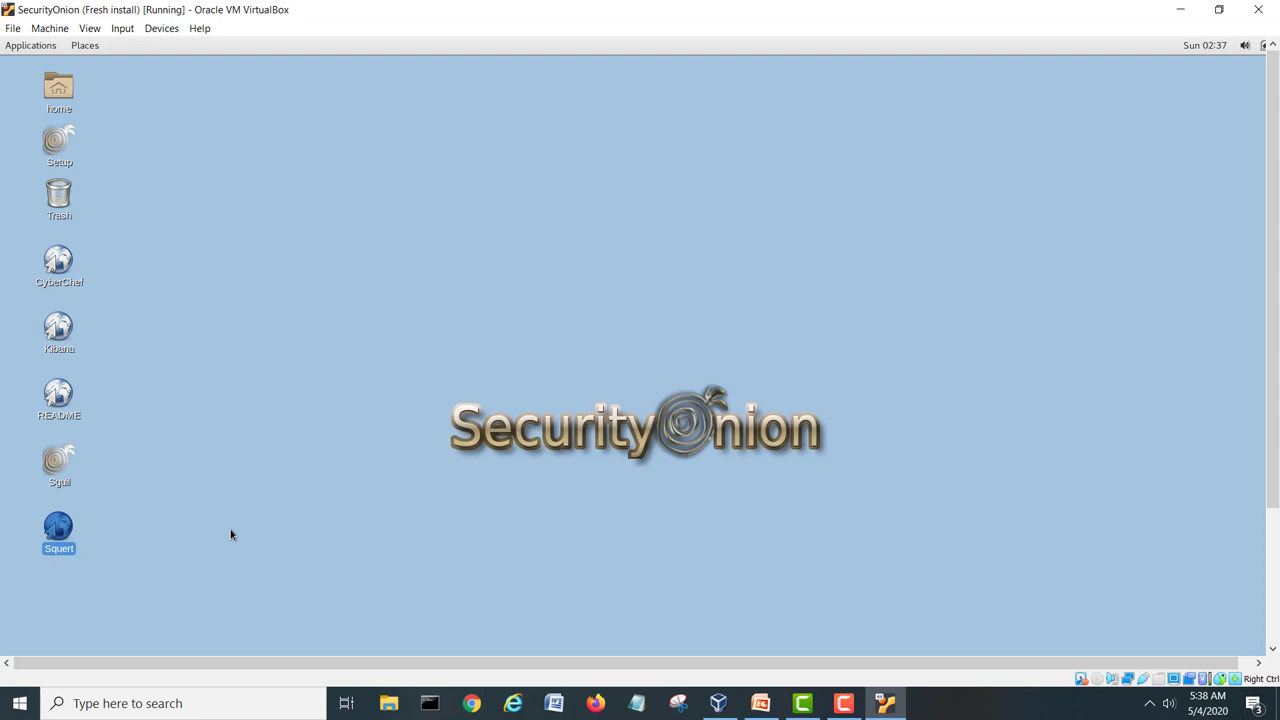 SecurityOnion (Fresh install) [Running] - Oracle VM VirtualBox
File Machine View Input Devices Help
Applications Places Sun 02:37
home
Setup
Trash
CyberChef
Kibana
README
Sguil
Squert
SecurityOnion
Right Ctrl
Type here to search
5:38 AM
5/4/2020
3